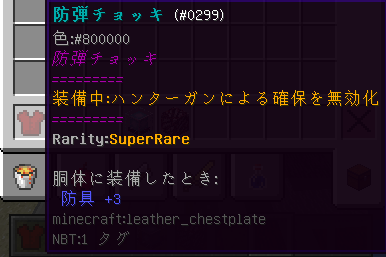 防弾チョッキ (#0299)
色:#800000
防弾チョッキ
=========
装備中:ハンターガンによる確保を無効化
=========
Rarity:SuperRare
胴体に装備したとき:
防具 +3
minecraft:leather_chestplate
NBT:1 タグ